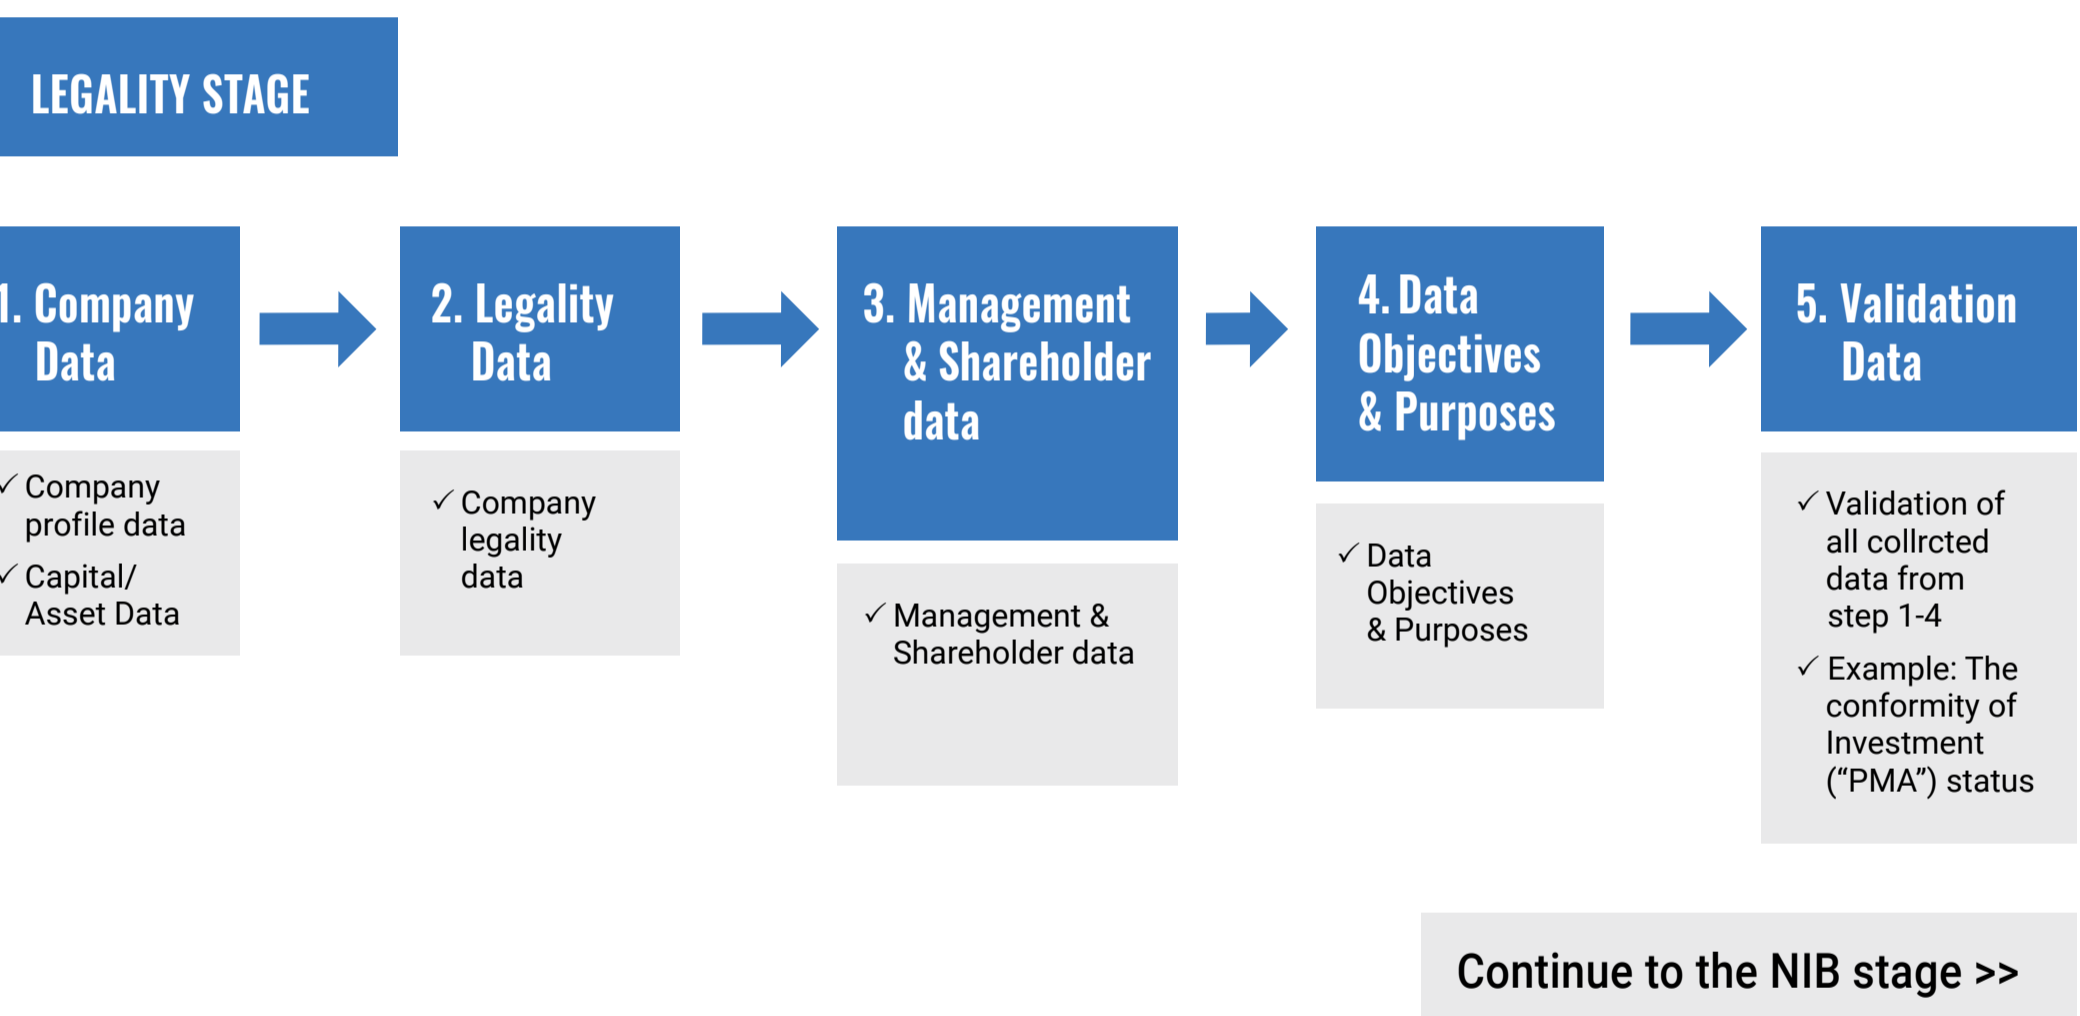 LEGALITY STAGE
1. Company
Data
✓ Company
profile data
✓ Capital/
Asset Data
2. Legality
Data
✓ Company
legality
data
3. Management
& Shareholder
data
✓ Management &
Shareholder data
4. Data
Objectives
& Purposes
✓ Data
Objectives
& Purposes
5. Validation
Data
✓ Validation of
all collrcted
data from
step 1-4
✓ Example: The
conformity of
Investment
(“PMA”) status
Continue to the NIB stage >>